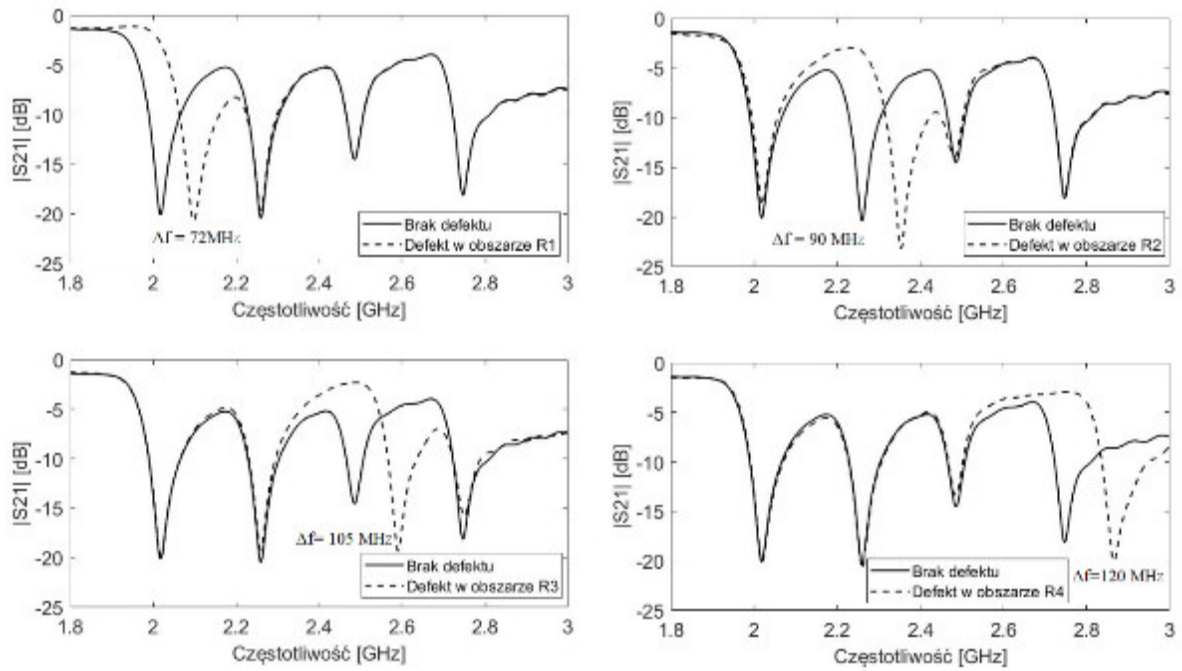 0
-5
-10
-15
-20
-25
|S21| [dB]
Δf = 72MHz
Brak defektu
Defekt w obszarze R1
1.8 2 2.2 2.4 2.6 2.8 3
Częstotliwość [GHz]
0
-5
-10
-15
-20
-25
|S21| [dB]
Δf = 90 MHz
Brak defektu
Defekt w obszarze R2
1.8 2 2.2 2.4 2.6 2.8 3
Częstotliwość [GHz]
0
-5
-10
-15
-20
-25
|S21| [dB]
Δf= 105 MHz
Brak defektu
Defekt w obszarze R3
1.8 2 2.2 2.4 2.6 2.8 3
Częstotliwość [GHz]
0
-5
-10
-15
-20
-25
|S21| [dB]
Brak defektu
Defekt w obszarze R4
Δf=120 MHz
1.8 2 2.2 2.4 2.6 2.8 3
Częstotliwość [GHz]